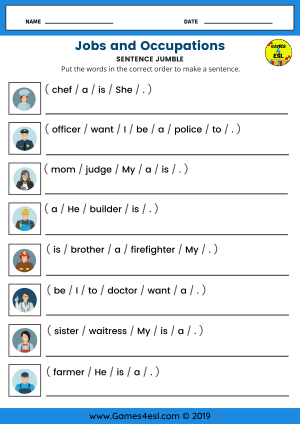 NAME
DATE
Jobs and Occupations
GAMES 4 ESL
SENTENCE JUMBLE
Put the words in the correct order to make a sentence.
( chef / a / is / She / . )
( officer / want / I / be / a / police / to / . )
( mom / judge / My / a / is / . )
( a / He / builder / is / . )
( is / brother / a / firefighter / My / . )
( be / I / to / doctor / want / a / . )
( sister / waitress / My / is / a / . )
( farmer / He / is / a / . )
www.Games4esl.com © 2019